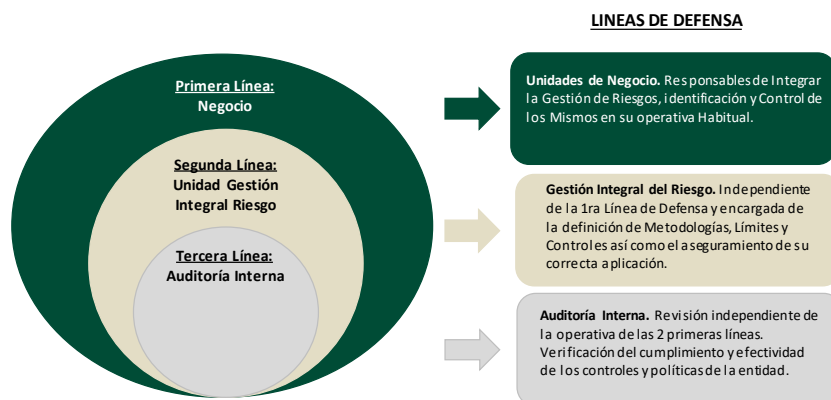 LINEAS DE DEFENSA
Primera Línea:
Negocio
Unidades de Negocio. Responsables de Integrar
la Gestión de Riesgos, identificación y Control de
los Mismos en su operativa Habitual.
Segunda Línea:
Unidad Gestión
Integral Riesgo
Gestión Integral del Riesgo. Independiente
de la 1ra Línea de Defensa y encargada de
la definición de Metodologías, Límites y
Controles así como el aseguramiento de su
correcta aplicación.
Tercera Línea:
Auditoría Interna
Auditoría Interna. Revisión independiente de
la operativa de las 2 primeras líneas.
Verificación del cumplimiento y efectividad
de los controles y políticas de la entidad.